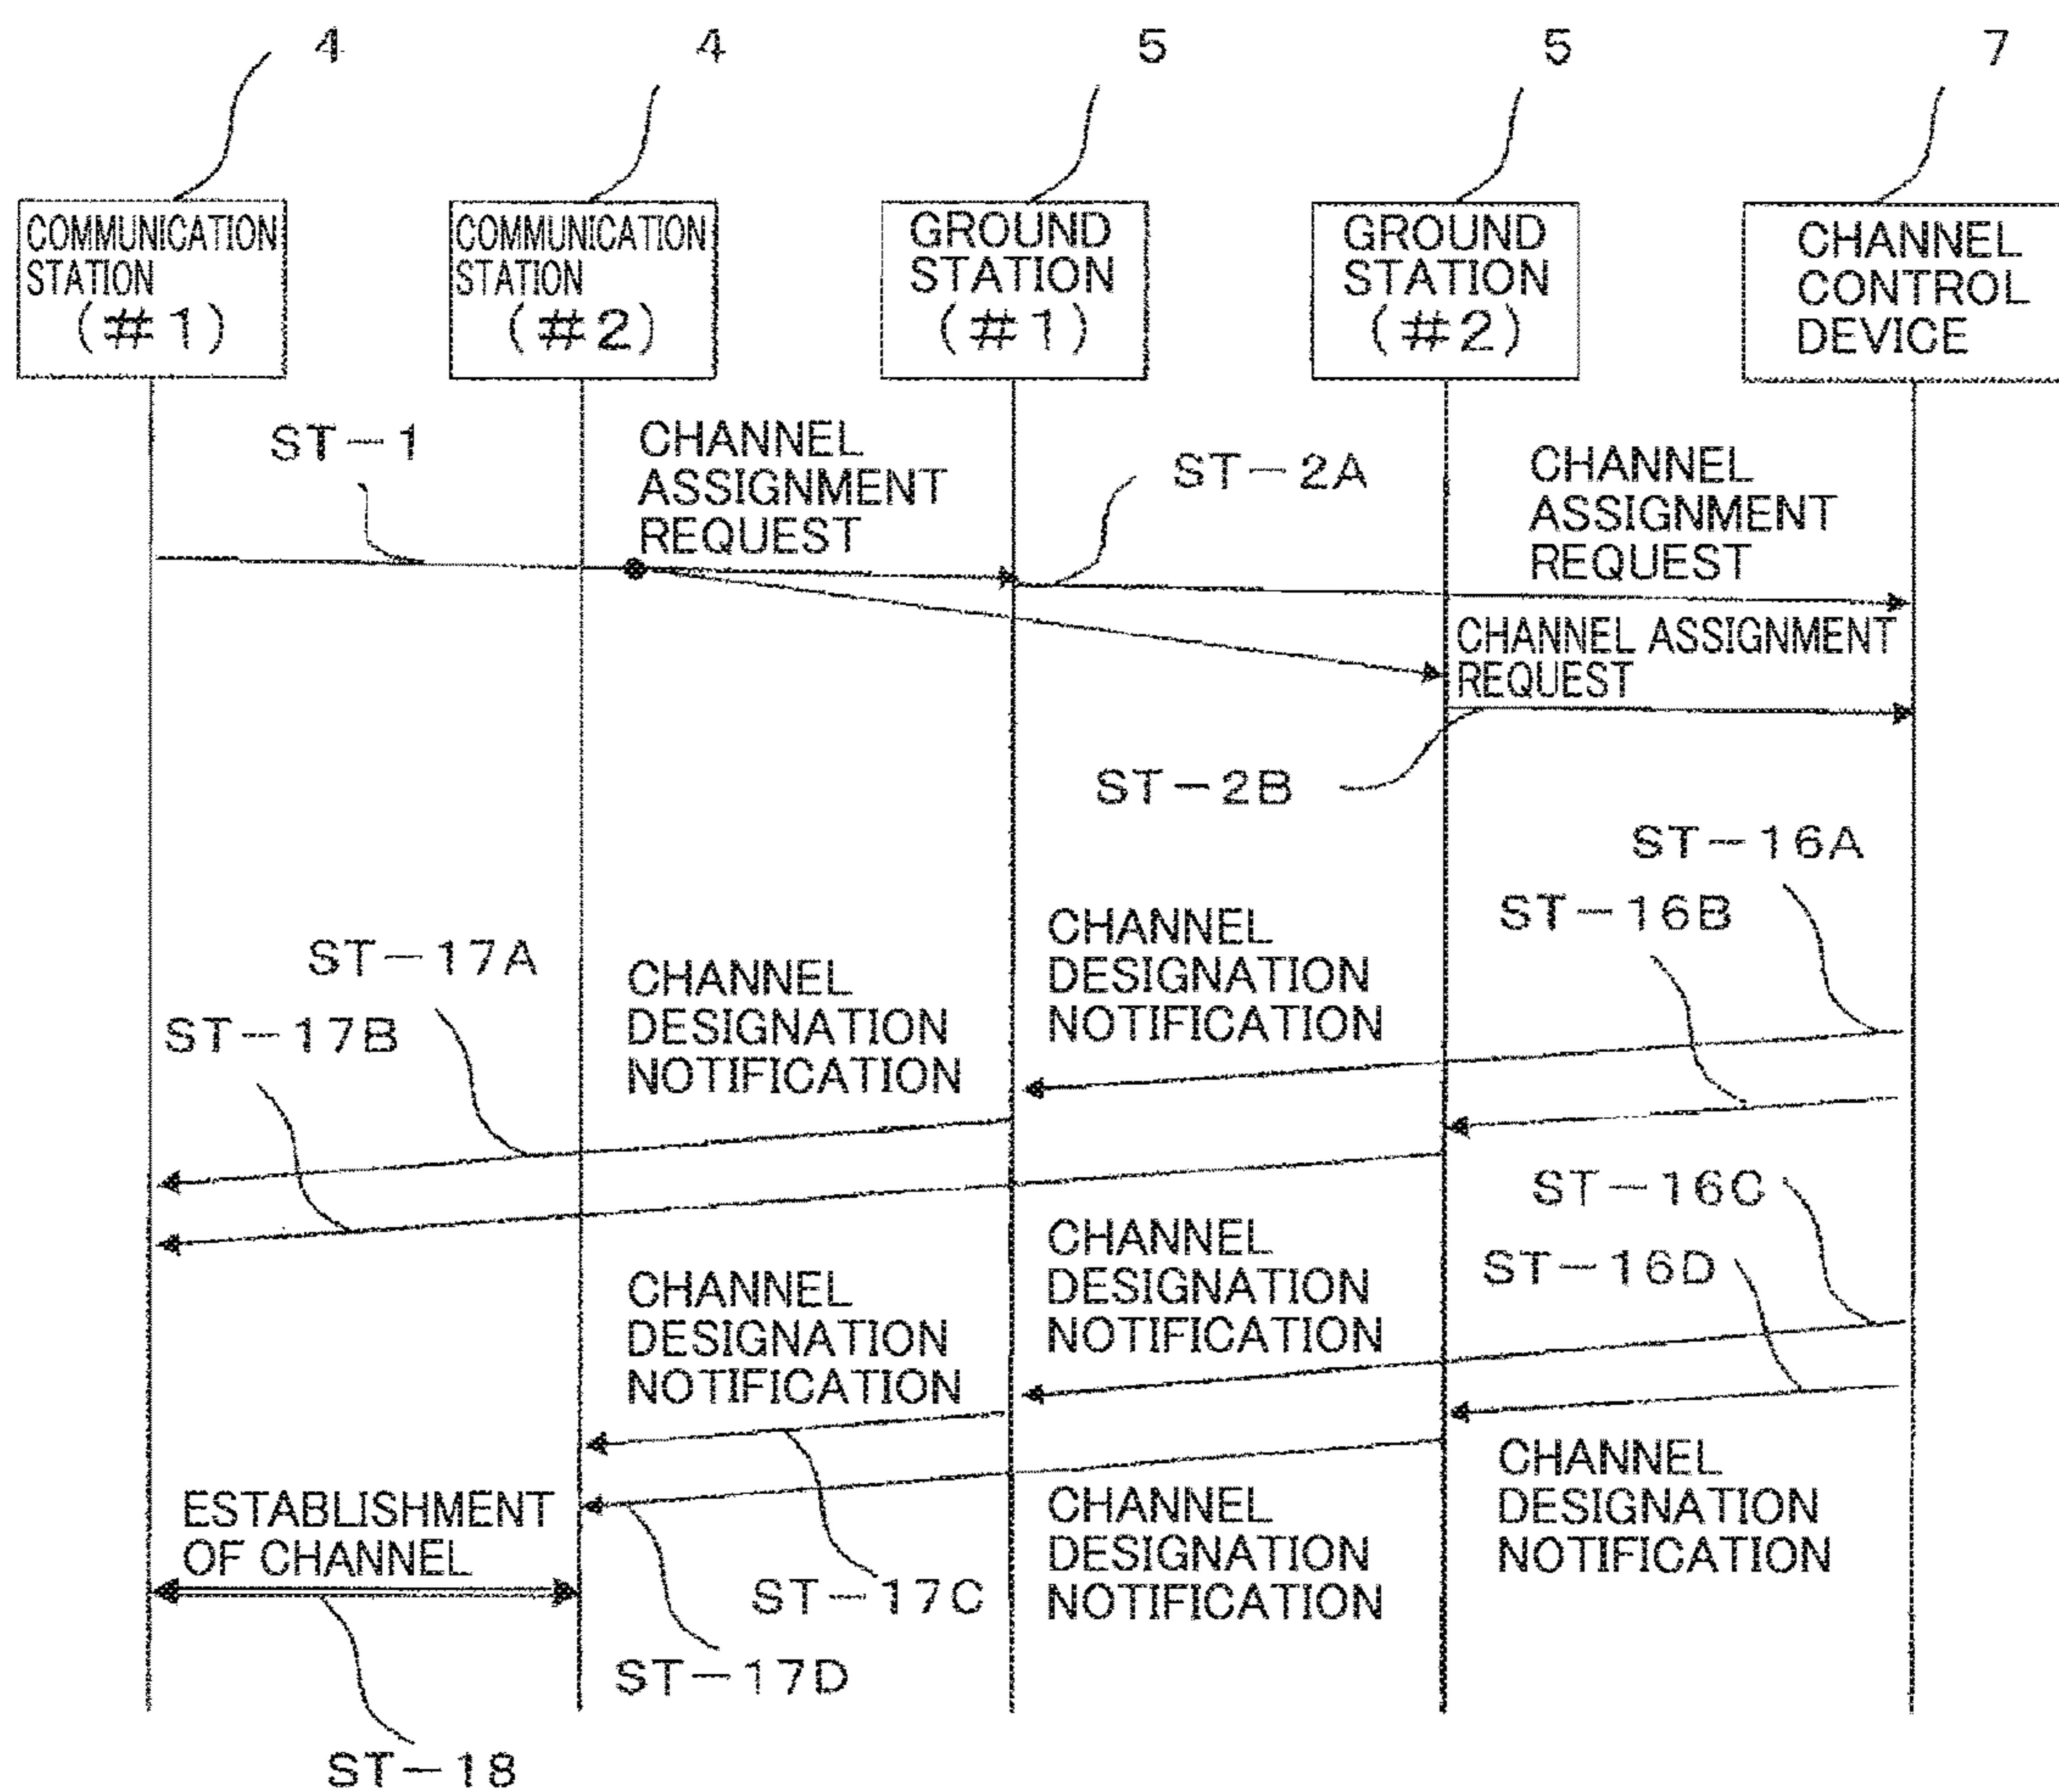 4
4
5
5
7
COMMUNICATION
STATION
(#1)
COMMUNICATION
STATION
(#2)
GROUND
STATION
(#1)
GROUND
STATION
(#2)
CHANNEL
CONTROL
DEVICE
ST-1
CHANNEL
ASSIGNMENT
REQUEST
ST-2A
CHANNEL
ASSIGNMENT
REQUEST
CHANNEL ASSIGNMENT
REQUEST
ST-2B
ST-16A
ST-16B
CHANNEL
DESIGNATION
NOTIFICATION
ST-17A
CHANNEL
DESIGNATION
NOTIFICATION
ST-17B
ST-16C
ST-16D
CHANNEL
DESIGNATION
NOTIFICATION
CHANNEL
DESIGNATION
NOTIFICATION
CHANNEL
DESIGNATION
NOTIFICATION
CHANNEL
DESIGNATION
NOTIFICATION
ESTABLISHMENT
OF CHANNEL
ST-17C
ST-17D
ST-18